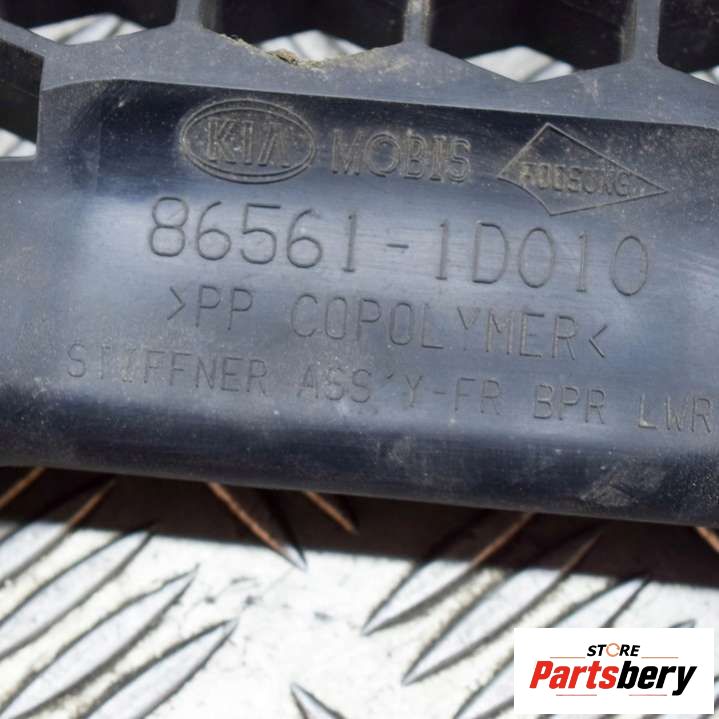 KIA MOBIS
86561-1D010
>PP COPOLYMER<
STIFFNER ASS'Y-FR BPR LWR
STORE
Partsbery